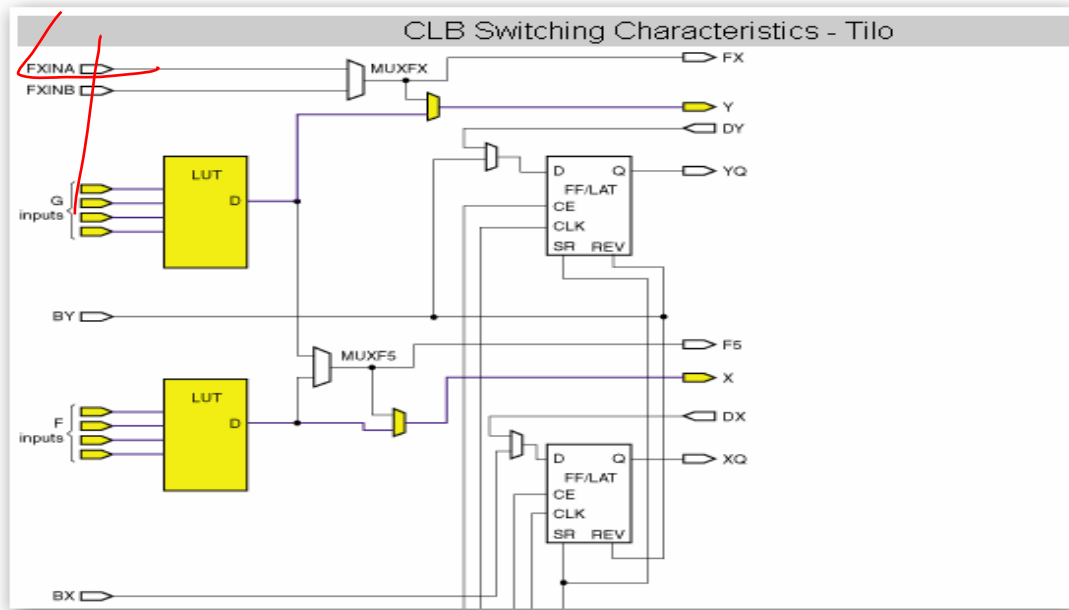 CLB Switching Characteristics - Tilo
FXINA
MUXFX
FX
FXINB
Y
DY
LUT
D
G
inputs
D Q
YQ
FF/LAT
CE
CLK
SR REV
BY
MUXF5
F5
X
LUT
D
F
inputs
DX
D Q
XQ
FF/LAT
CE
CLK
SR REV
BX